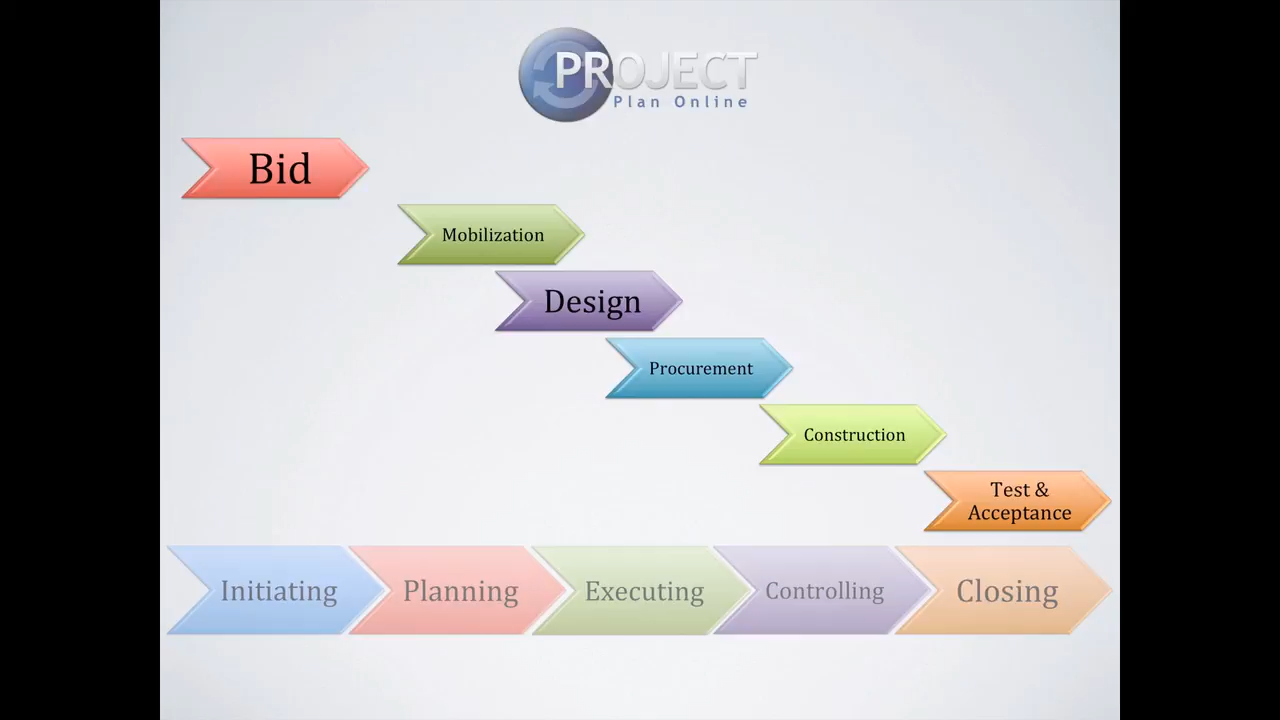 PROJECT
Plan Online
Bid
Mobilization
Design
Procurement
Construction
Test &
Acceptance
Initiating
Planning
Executing
Controlling
Closing